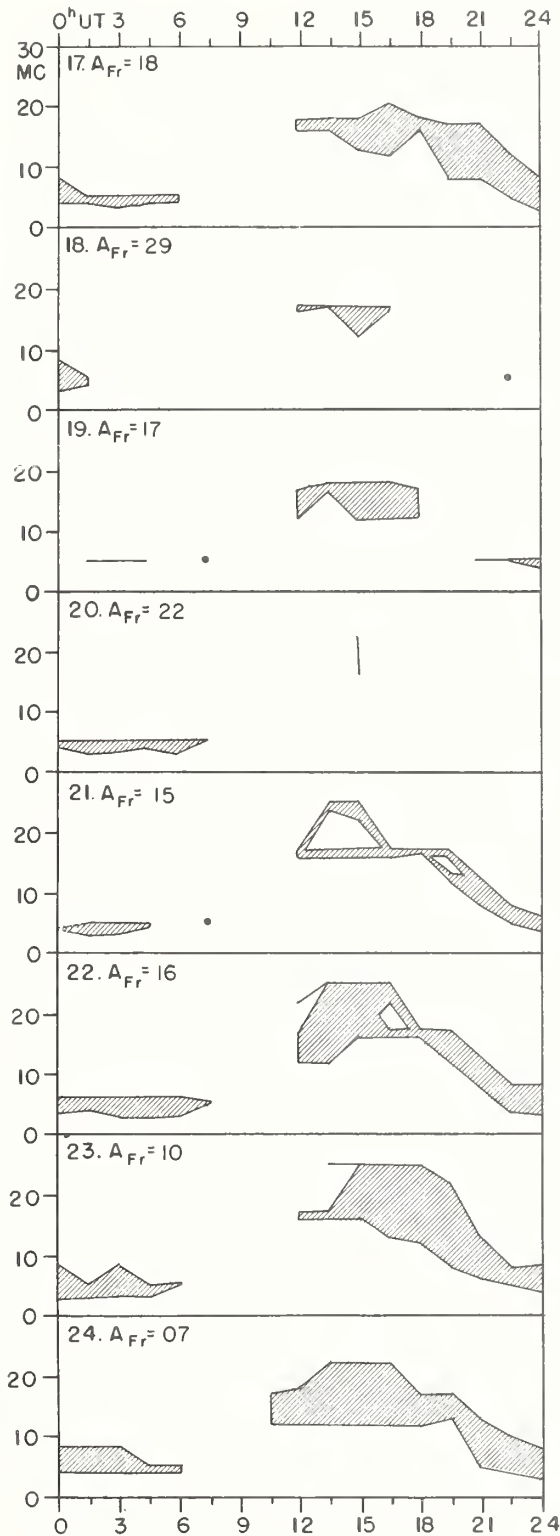 0ʰUT 3 6 9 12 15 18 21 24
30
MC
17. A_Fr = 18
20
10
0
18. A_Fr = 29
20
10
0
19. A_Fr = 17
20
10
0
20. A_Fr = 22
20
10
0
21. A_Fr = 15
20
10
0
22. A_Fr = 16
20
10
0
23. A_Fr = 10
20
10
0
24. A_Fr = 07
20
10
0
0 3 6 9 12 15 18 21 24